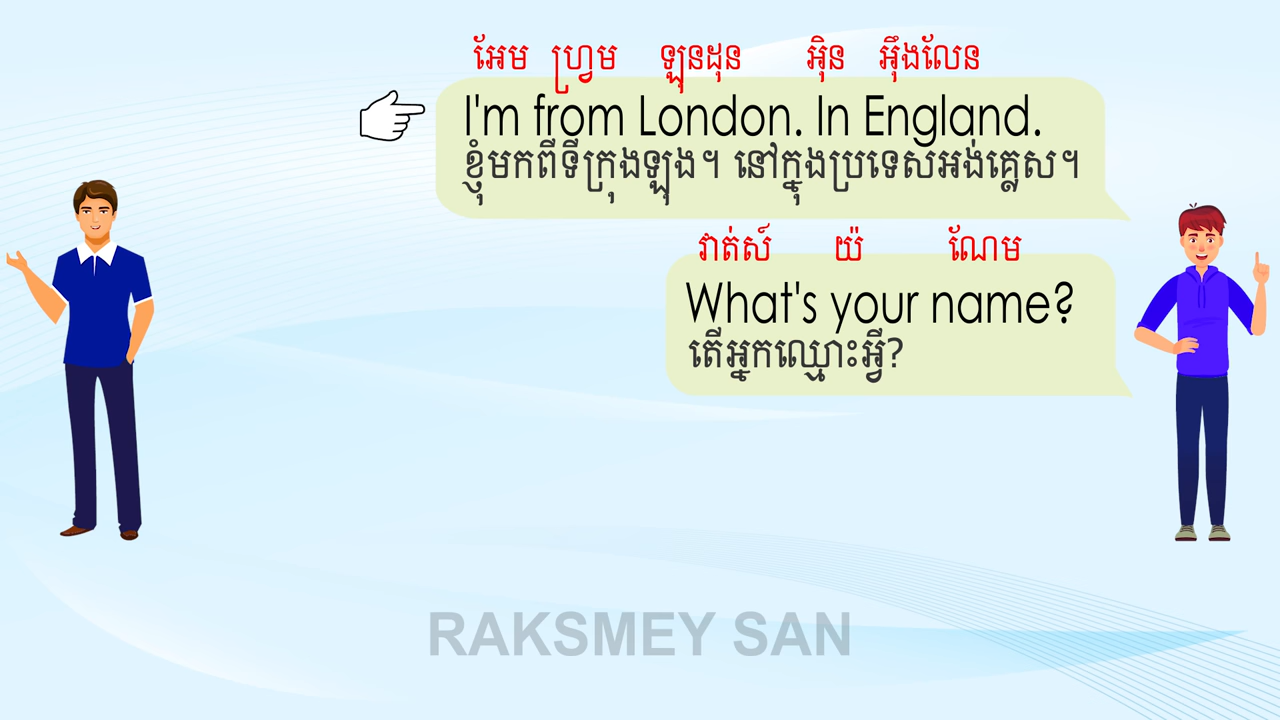 អែម ហ្វ្រូម ឡុនដុន អ៊ិន អ៊ឹងលែន
I'm from London. In England.
ខ្ញុំមកពីទីក្រុងឡុង។ នៅក្នុងប្រទេសអង់គ្លេស។
វាត់ស៍ យ៉ ណែម
What's your name?
តើអ្នកឈ្មោះអ្វី?
RAKSMEY SAN